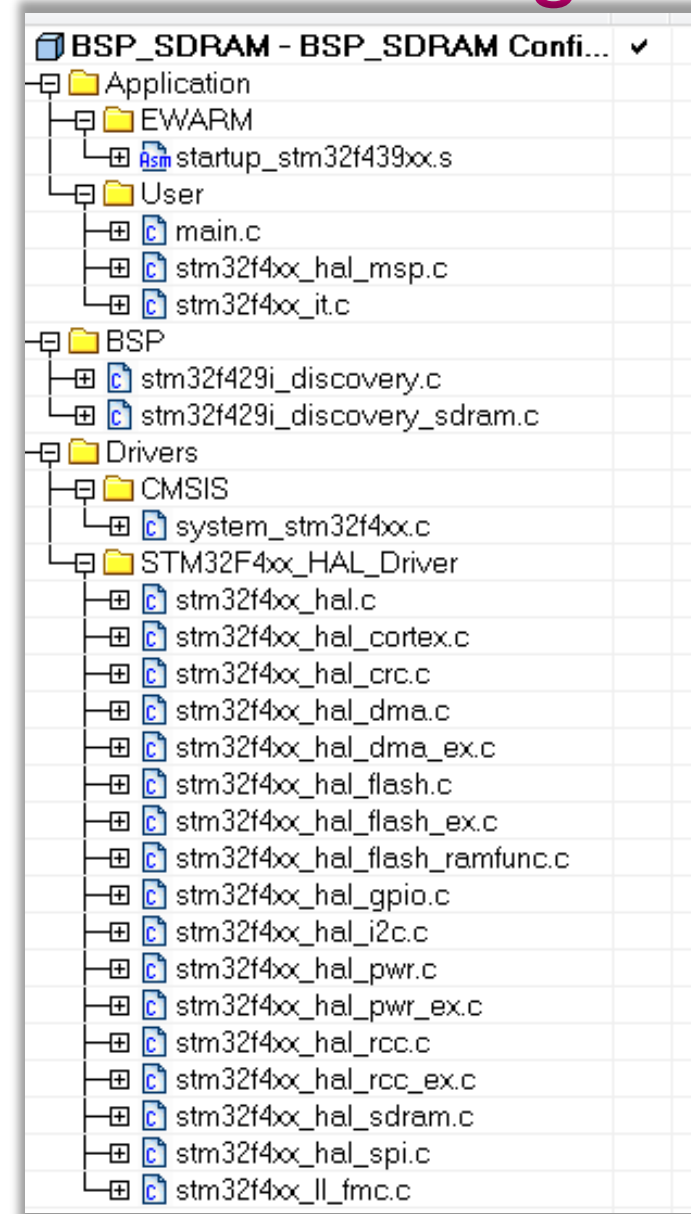 BSP_SDRAM - BSP_SDRAM Confi...
Application
EWARM
Asm startup_stm32f439xx.s
User
c main.c
c stm32f4xx_hal_msp.c
c stm32f4xx_it.c
BSP
c stm32f429i_discovery.c
c stm32f429i_discovery_sdram.c
Drivers
CMSIS
c system_stm32f4xx.c
STM32F4xx_HAL_Driver
c stm32f4xx_hal.c
c stm32f4xx_hal_cortex.c
c stm32f4xx_hal_crc.c
c stm32f4xx_hal_dma.c
c stm32f4xx_hal_dma_ex.c
c stm32f4xx_hal_flash.c
c stm32f4xx_hal_flash_ex.c
c stm32f4xx_hal_flash_ramfunc.c
c stm32f4xx_hal_gpio.c
c stm32f4xx_hal_i2c.c
c stm32f4xx_hal_pwr.c
c stm32f4xx_hal_pwr_ex.c
c stm32f4xx_hal_rcc.c
c stm32f4xx_hal_rcc_ex.c
c stm32f4xx_hal_sdram.c
c stm32f4xx_hal_spi.c
c stm32f4xx_ll_fmc.c